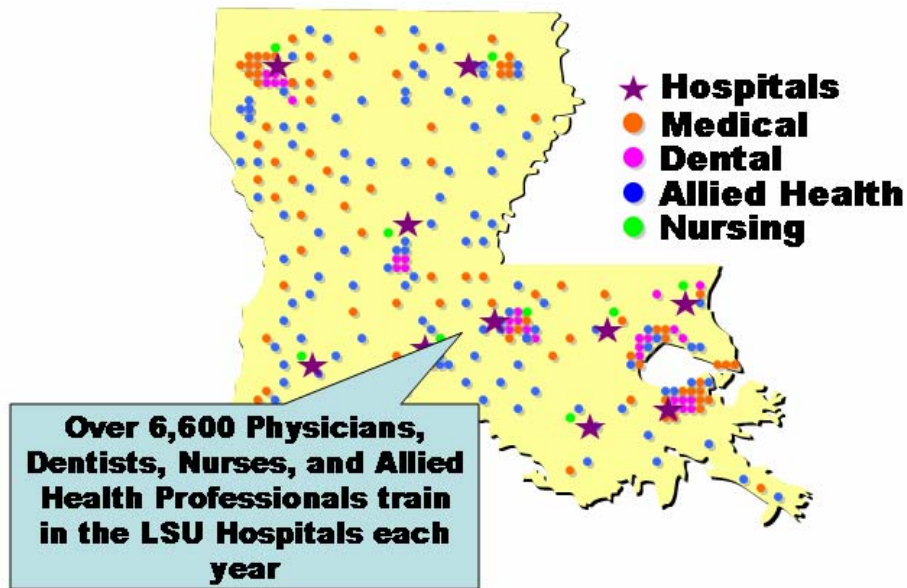 Hospitals
Medical
Dental
Allied Health
Nursing
Over 6,600 Physicians,
Dentists, Nurses, and Allied
Health Professionals train
in the LSU Hospitals each
year